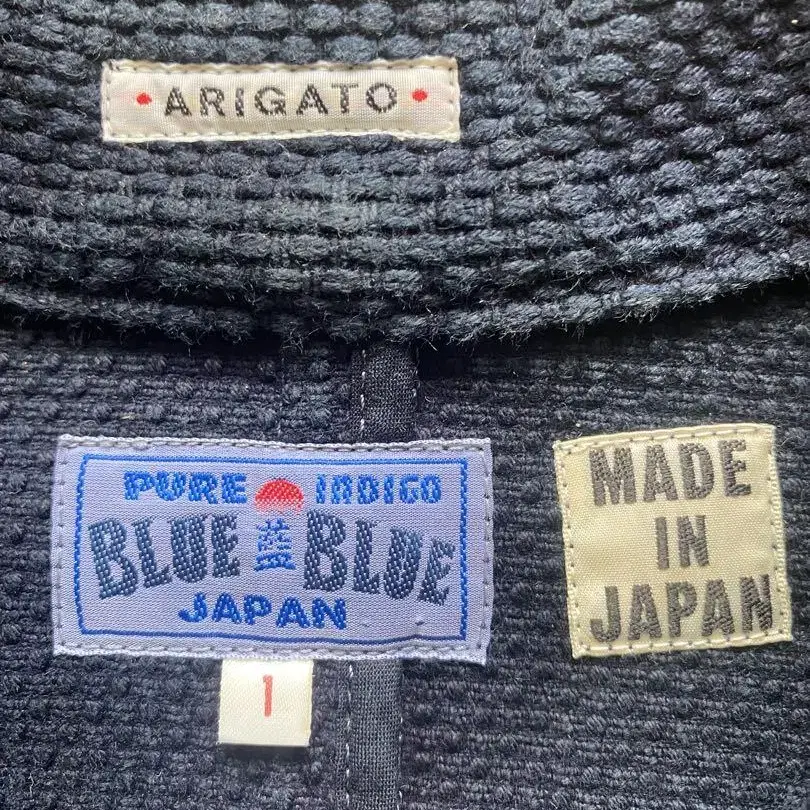 • ARIGATO •
PURE INDIGO
BLUE 藍 BLUE
JAPAN
MADE
IN
JAPAN
1